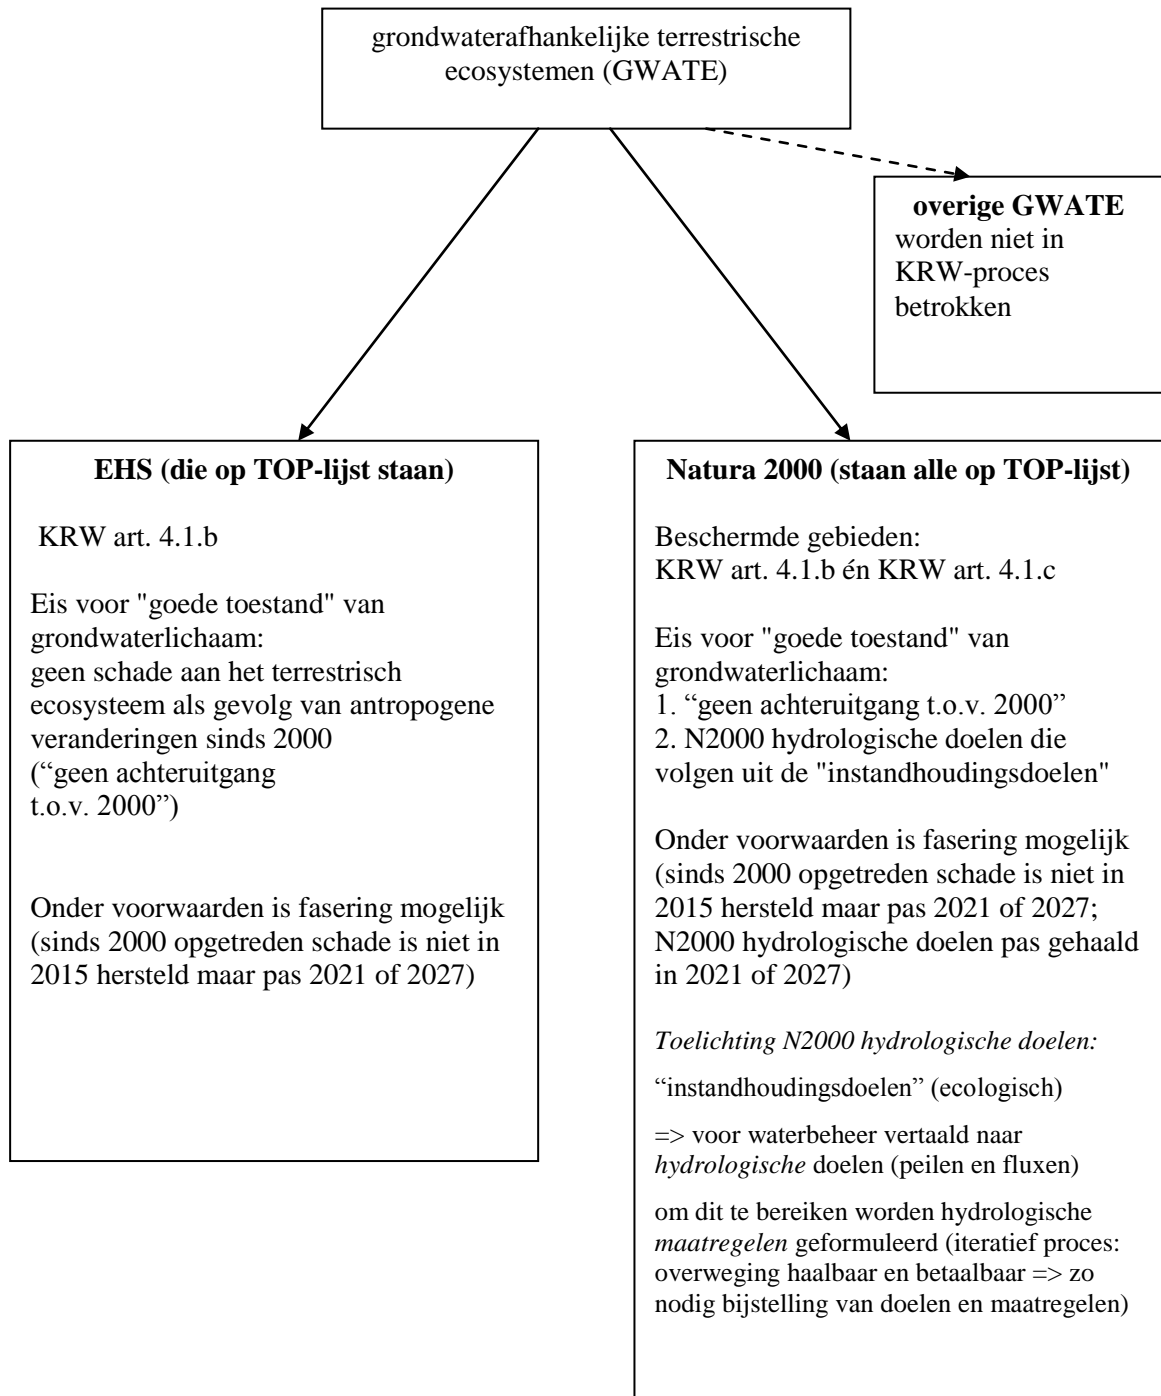 grondwaterafhankelijke terrestrische
ecosystemen (GWATE)
overige GWATE
worden niet in
KRW-proces
betrokken
EHS (die op TOP-lijst staan)
KRW art. 4.1.b
Eis voor "goede toestand" van
grondwaterlichaam:
geen schade aan het terrestrisch
ecosysteem als gevolg van antropogene
veranderingen sinds 2000
(“geen achteruitgang
t.o.v. 2000”)
Onder voorwaarden is fasering mogelijk
(sinds 2000 opgetreden schade is niet in
2015 hersteld maar pas 2021 of 2027)
Natura 2000 (staan alle op TOP-lijst)
Beschermde gebieden:
KRW art. 4.1.b én KRW art. 4.1.c
Eis voor "goede toestand" van
grondwaterlichaam:
1. “geen achteruitgang t.o.v. 2000”
2. N2000 hydrologische doelen die
volgen uit de "instandhoudingsdoelen"
Onder voorwaarden is fasering mogelijk
(sinds 2000 opgetreden schade is niet in
2015 hersteld maar pas 2021 of 2027;
N2000 hydrologische doelen pas gehaald
in 2021 of 2027)
Toelichting N2000 hydrologische doelen:
“instandhoudingsdoelen” (ecologisch)
=> voor waterbeheer vertaald naar
hydrologische doelen (peilen en fluxen)
om dit te bereiken worden hydrologische
maatregelen geformuleerd (iteratief proces:
overweging haalbaar en betaalbaar => zo
nodig bijstelling van doelen en maatregelen)